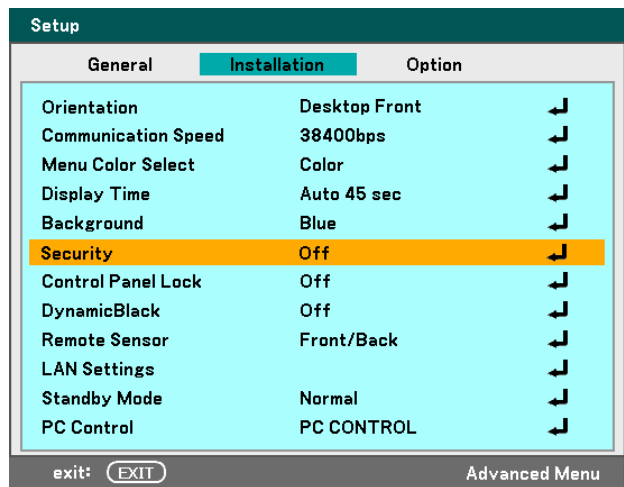 Setup
General Installation Option
Orientation Desktop Front
Communication Speed 38400bps
Menu Color Select Color
Display Time Auto 45 sec
Background Blue
Security Off
Control Panel Lock Off
DynamicBlack Off
Remote Sensor Front/Back
LAN Settings
Standby Mode Normal
PC Control PC CONTROL
exit: EXIT Advanced Menu